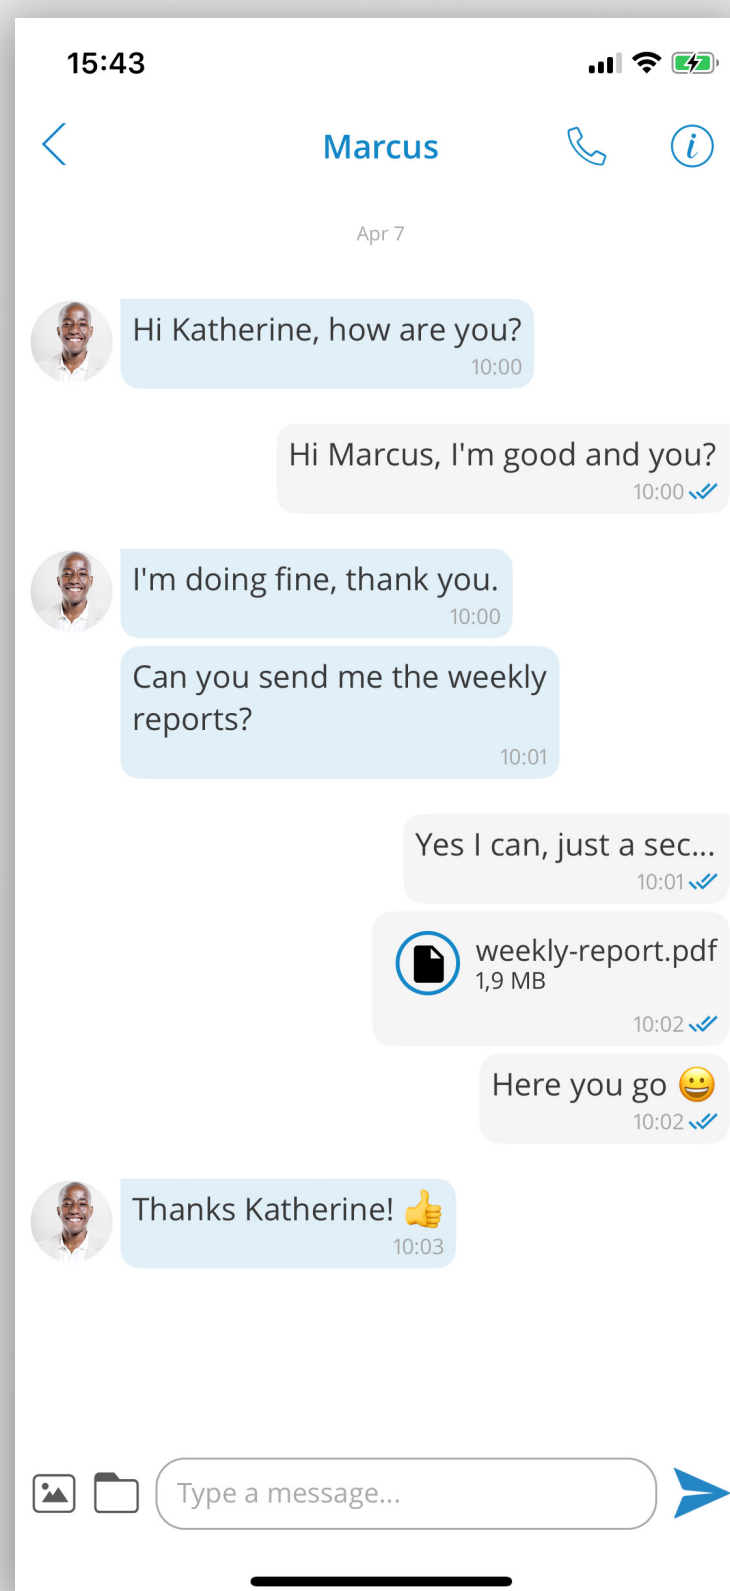 15:43
Marcus
Apr 7
Hi Katherine, how are you?
10:00
Hi Marcus, I'm good and you?
10:00
I'm doing fine, thank you.
10:00
Can you send me the weekly
reports?
10:01
Yes I can, just a sec...
10:01
weekly-report.pdf
1,9 MB
10:02
Here you go 😀
10:02
Thanks Katherine! 👍
10:03
Type a message...